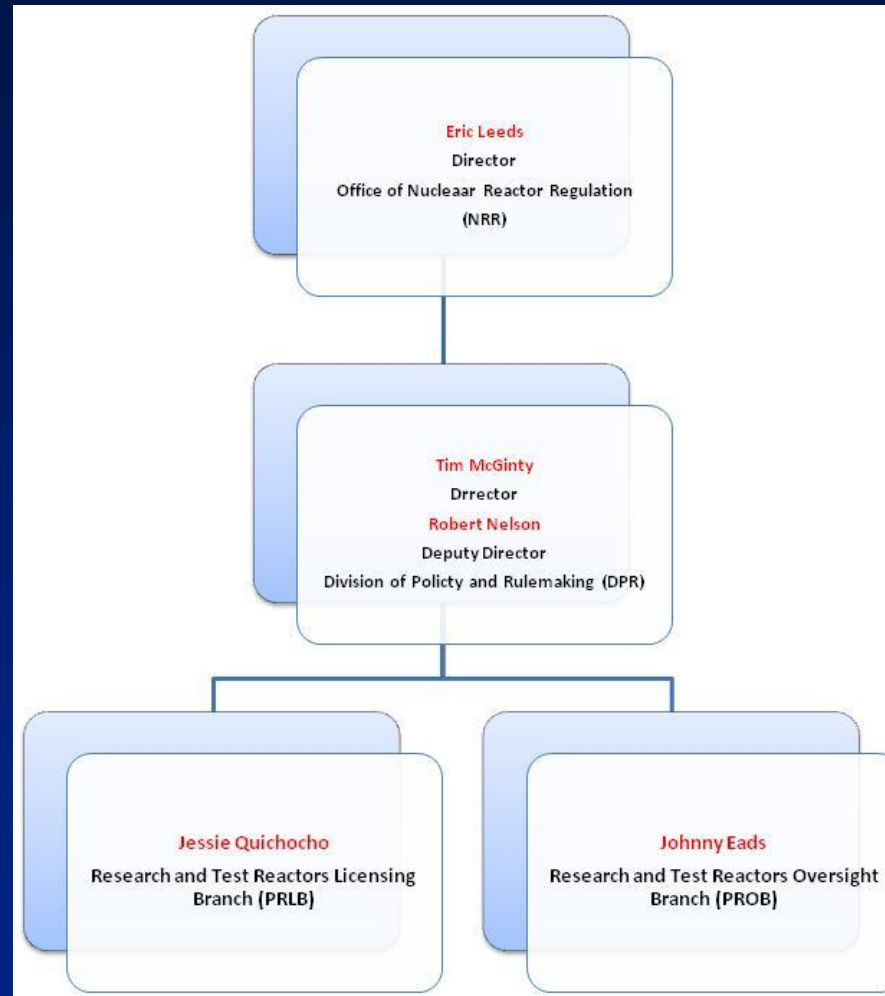 Eric Leeds
Director
Office of Nucleaar Reactor Regulation
(NRR)
Tim McGinty
Drrector
Robert Nelson
Deputy Director
Division of Policty and Rulemaking (DPR)
Jessie Quichocho
Research and Test Reactors Licensing
Branch (PRLB)
Johnny Eads
Research and Test Reactors Oversight
Branch (PROB)